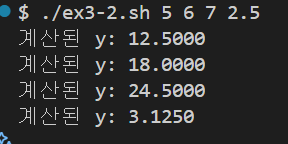 $ ./ex3-2.sh 5 6 7 2.5
계산된 y: 12.5000
계산된 y: 18.0000
계산된 y: 24.5000
계산된 y: 3.1250